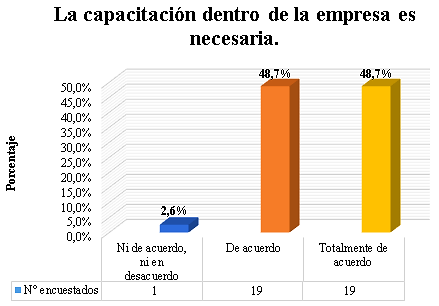 La capacitación dentro de la empresa es
necesaria.
Porcentaje
50,0%
45,0%
40,0%
35,0%
30,0%
25,0%
20,0%
15,0%
10,0%
5,0%
0,0%
2,6%
48,7%
48,7%
Ni de acuerdo,
ni en
desacuerdo
De acuerdo
Totalmente de
acuerdo
N° encuestados 1 19 19